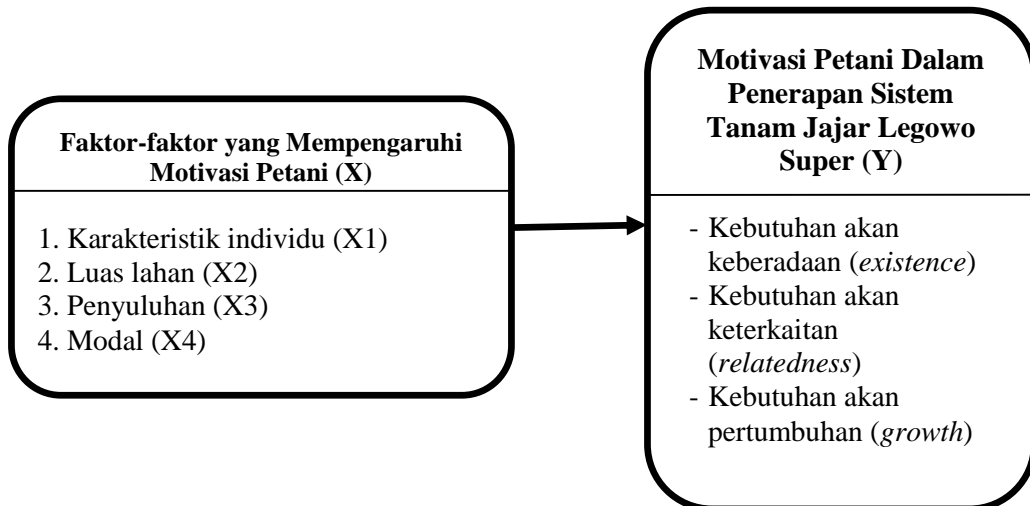 Faktor-faktor yang Mempengaruhi
Motivasi Petani (X)
1. Karakteristik individu (X1)
2. Luas lahan (X2)
3. Penyuluhan (X3)
4. Modal (X4)
Motivasi Petani Dalam
Penerapan Sistem
Tanam Jajar Legowo
Super (Y)
- Kebutuhan akan
keberadaan (existence)
- Kebutuhan akan
keterkaitan
(relatedness)
- Kebutuhan akan
pertumbuhan (growth)